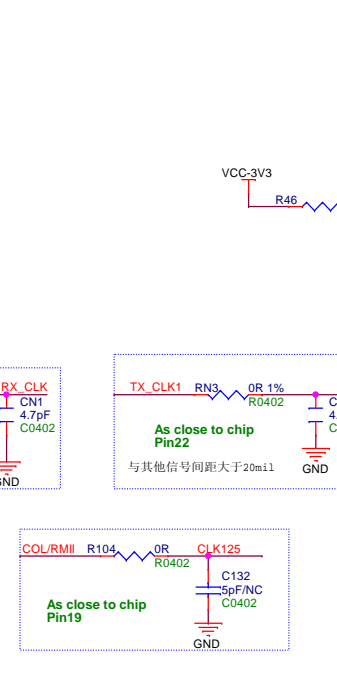 VCC-3V3
R46
RX_CLK
CN1
4.7pF
C0402
GND
TX_CLK1 RN3 0R 1%
R0402
As close to chip
Pin22
与其他信号间距大于20mil
C
4.
C
GND
COL/RMII R104 0R CLK125
R0402
C132
5pF/NC
C0402
As close to chip
Pin19
GND